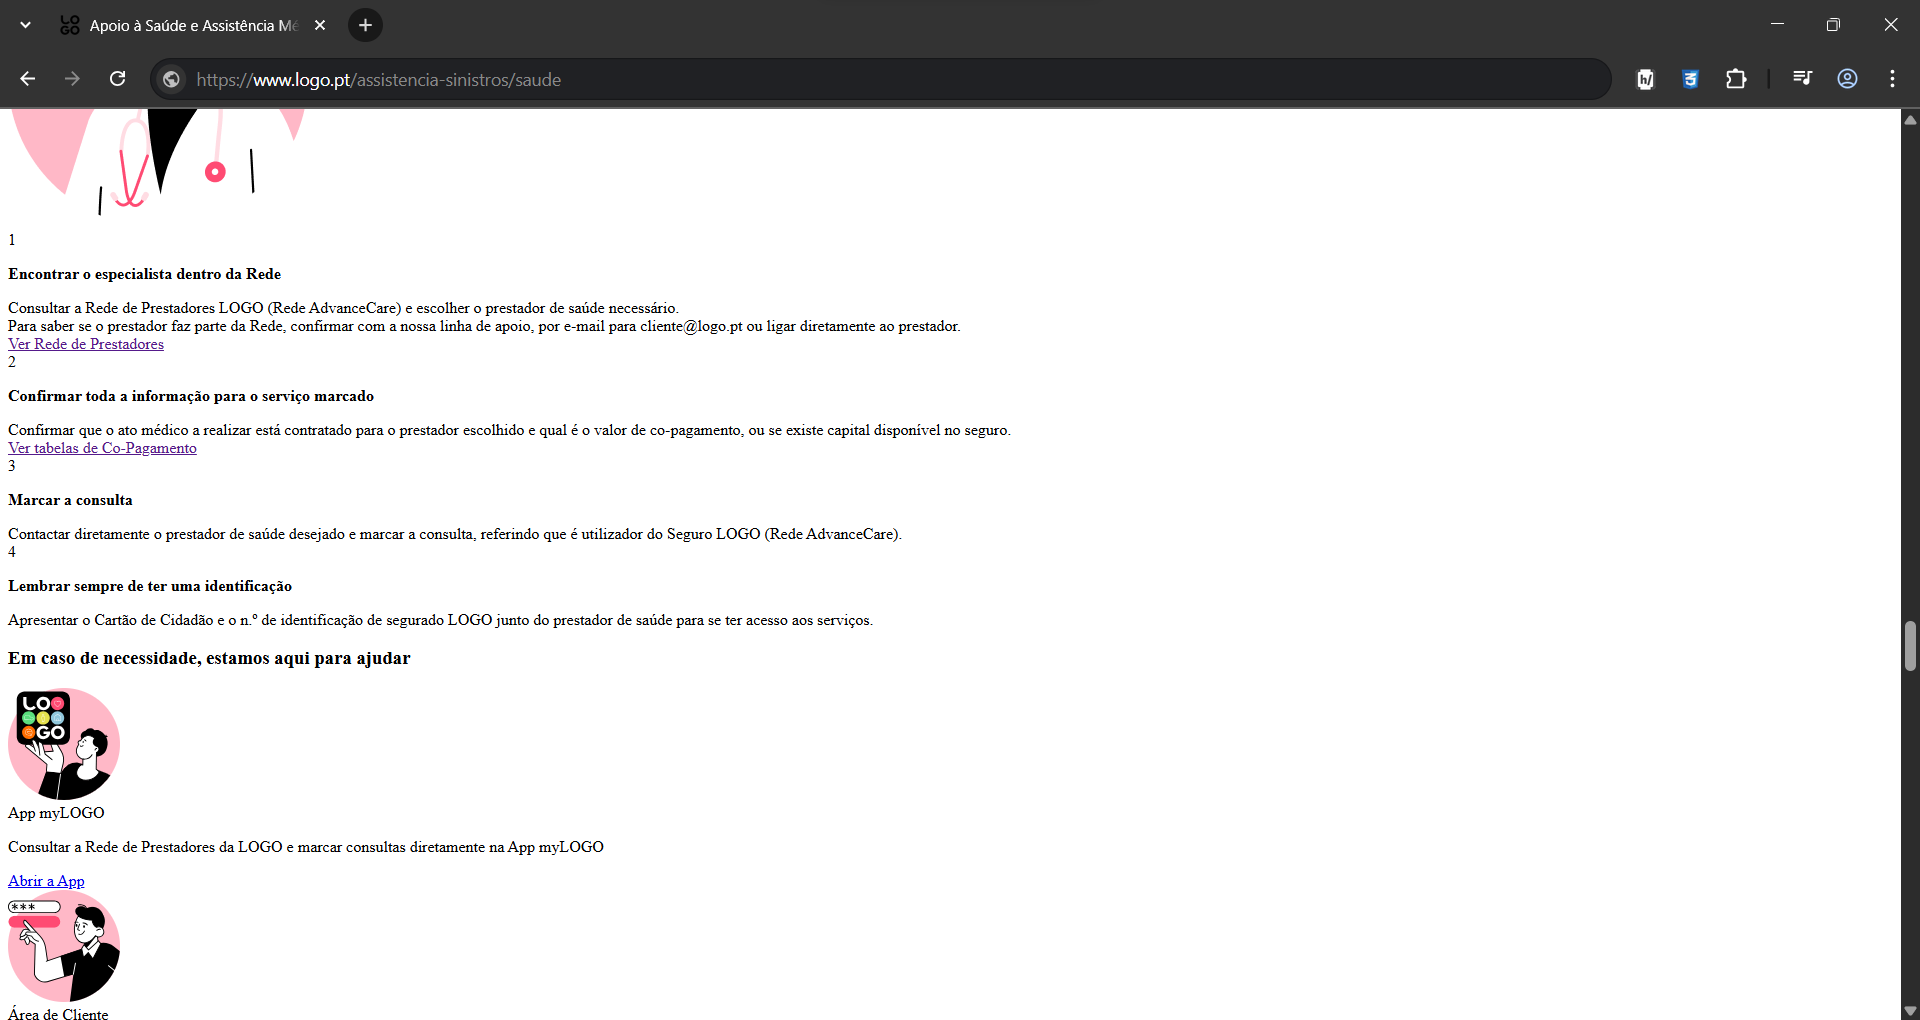 LO
GO
Apoio à Saúde e Assistência Mé
https://www.logo.pt/assistencia-sinistros/saude
h/
3
1
Encontrar o especialista dentro da Rede
Consultar a Rede de Prestadores LOGO (Rede AdvanceCare) e escolher o prestador de saúde necessário.
Para saber se o prestador faz parte da Rede, confirmar com a nossa linha de apoio, por e-mail para cliente@logo.pt ou ligar diretamente ao prestador.
Ver Rede de Prestadores
2
Confirmar toda a informação para o serviço marcado
Confirmar que o ato médico a realizar está contratado para o prestador escolhido e qual é o valor de co-pagamento, ou se existe capital disponível no seguro.
Ver tabelas de Co-Pagamento
3
Marcar a consulta
Contactar diretamente o prestador de saúde desejado e marcar a consulta, referindo que é utilizador do Seguro LOGO (Rede AdvanceCare).
4
Lembrar sempre de ter uma identificação
Apresentar o Cartão de Cidadão e o n.º de identificação de segurado LOGO junto do prestador de saúde para se ter acesso aos serviços.
Em caso de necessidade, estamos aqui para ajudar
LO
GO
App myLOGO
Consultar a Rede de Prestadores da LOGO e marcar consultas diretamente na App myLOGO
Abrir a App
***
Área de Cliente